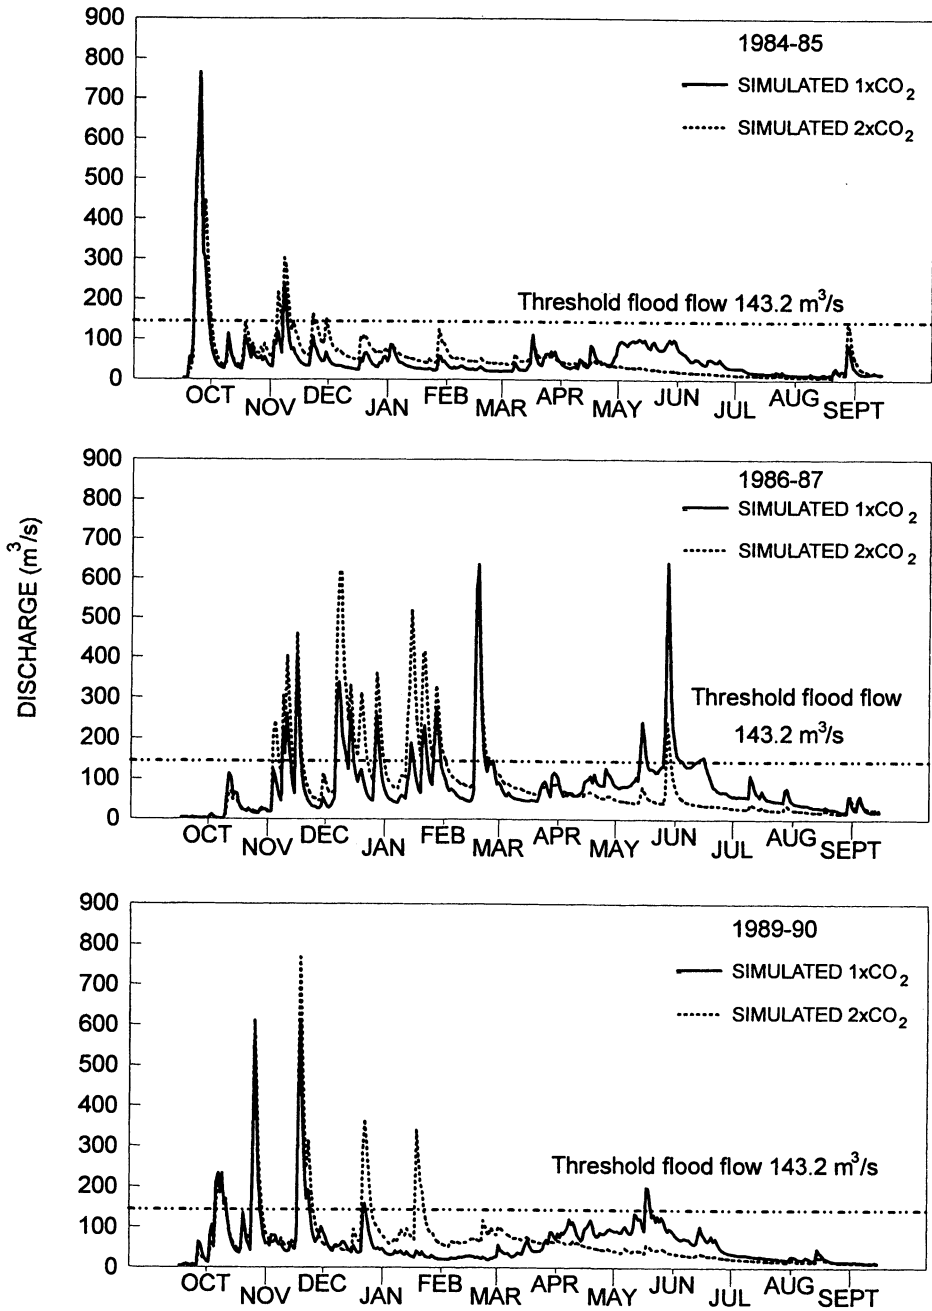 900
800
700
600
500
400
300
200
100
0
1984-85
SIMULATED 1xCO2
SIMULATED 2xCO2
Threshold flood flow 143.2 m3/s
OCT NOV DEC JAN FEB MAR APR MAY JUN JUL AUG SEPT
DISCHARGE (m3/s)
900
800
700
600
500
400
300
200
100
0
1986-87
SIMULATED 1xCO2
SIMULATED 2xCO2
Threshold flood flow
143.2 m3/s
OCT NOV DEC JAN FEB MAR APR MAY JUN JUL AUG SEPT
900
800
700
600
500
400
300
200
100
0
1989-90
SIMULATED 1xCO2
SIMULATED 2xCO2
Threshold flood flow 143.2 m3/s
OCT NOV DEC JAN FEB MAR APR MAY JUN JUL AUG SEPT